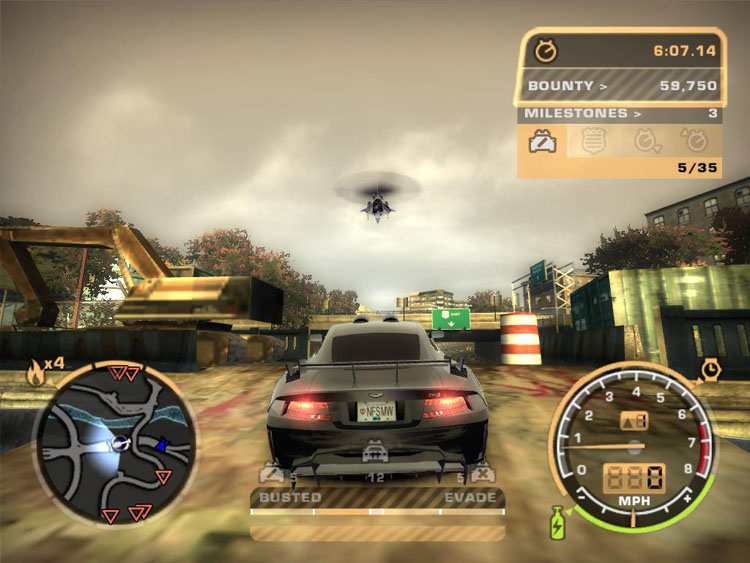 6:07.14
BOUNTY > 59,750
MILESTONES > 3
5/35
x4
NFSMW
5 12 5
BUSTED EVADE
0 1 2 3 4 5 6 7 8
0
MPH
- +